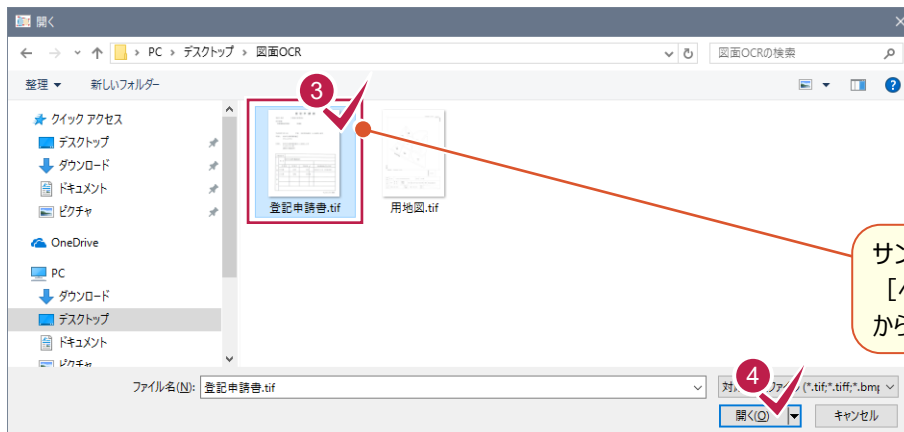 開く
PC › デスクトップ › 図面OCR
図面OCRの検索
整理 新しいフォルダー
3
クイック アクセス
デスクトップ
ダウンロード
ドキュメント
ピクチャ
OneDrive
PC
ダウンロード
デスクトップ
ドキュメント
登記申請書.tif
用地図.tif
サン
[
から
ファイル名(N): 登記申請書.tif
4
(*.tif;*.tiff;*.bmp
開く(O)
キャンセル